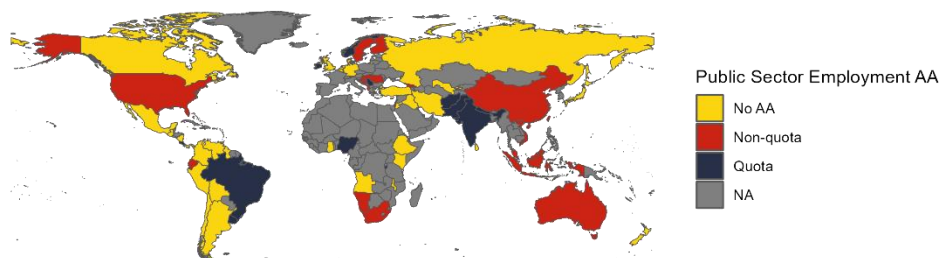 Public Sector Employment AA
No AA
Non-quota
Quota
NA